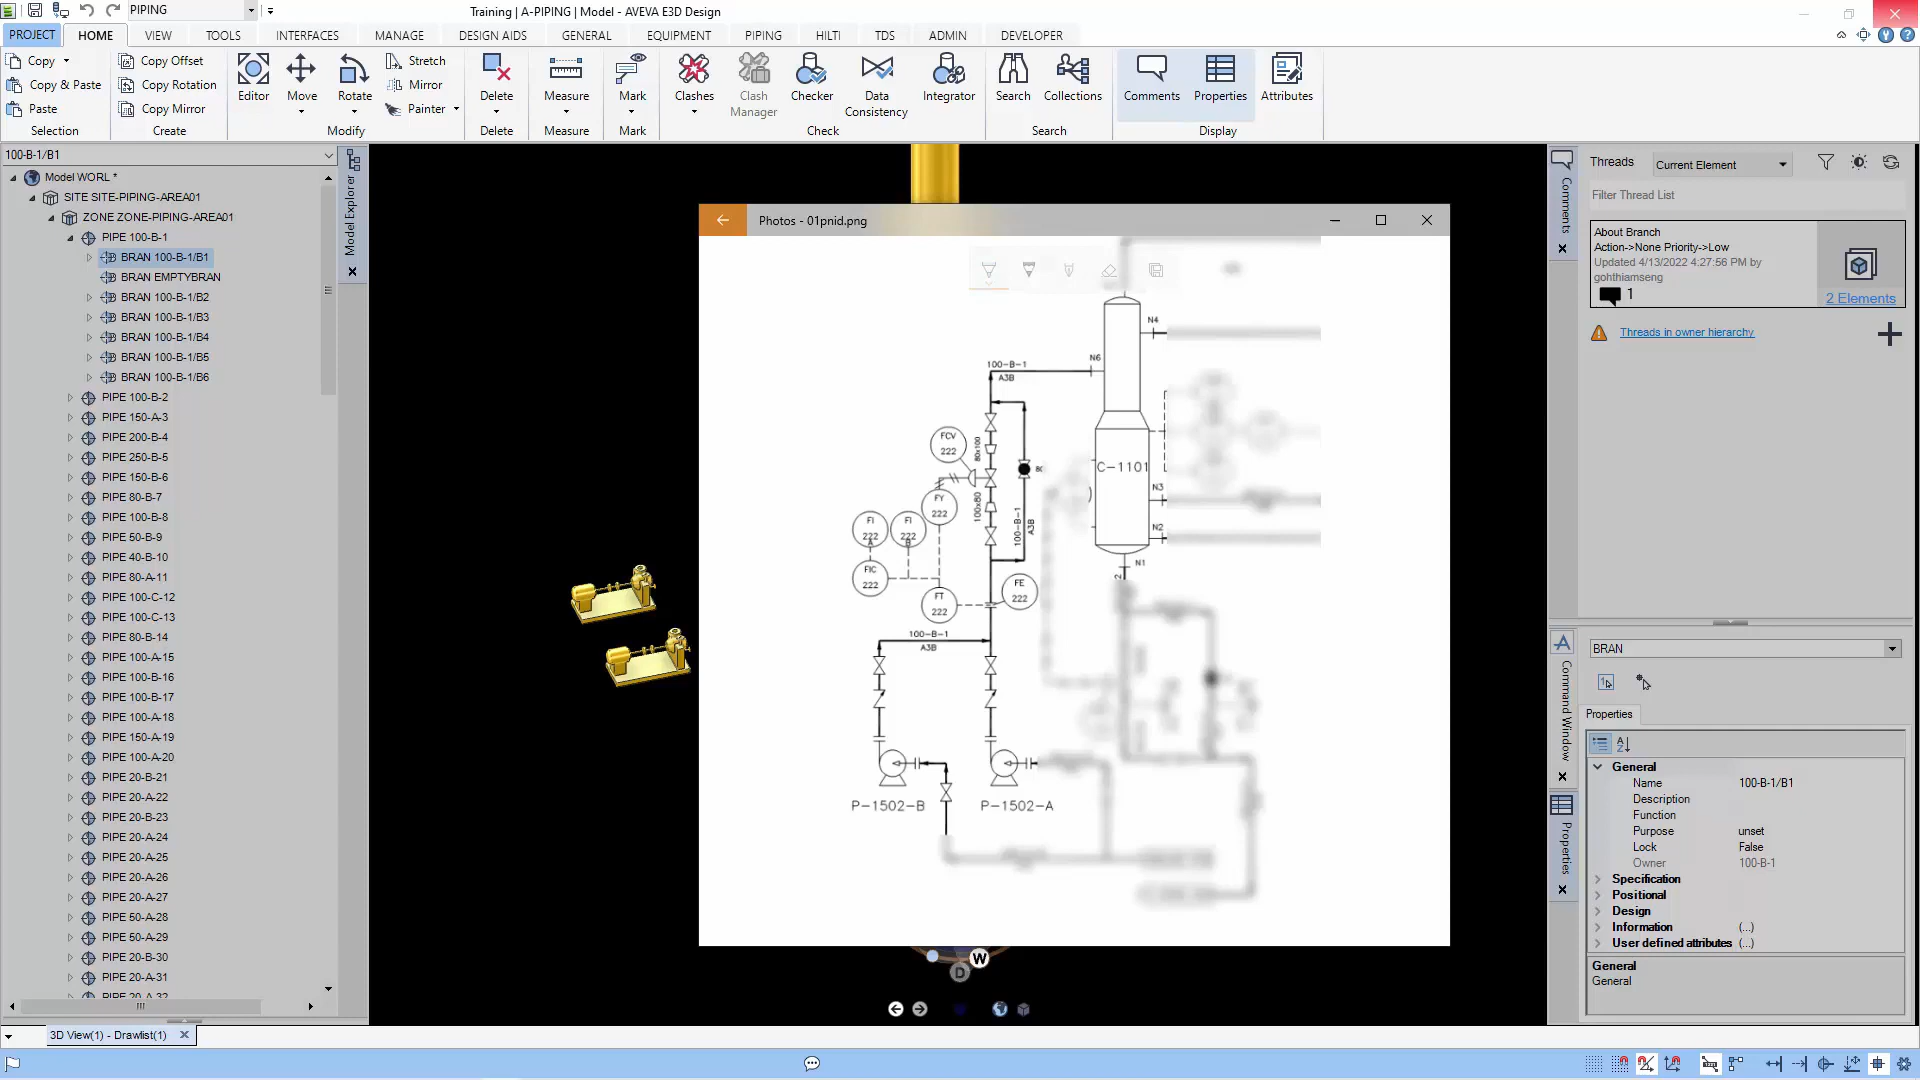 PIPING
Training | A-PIPING | Model - AVEVA E3D Design
PROJECT HOME VIEW TOOLS INTERFACES MANAGE DESIGN AIDS GENERAL EQUIPMENT PIPING HILTI TDS ADMIN DEVELOPER
Copy
Copy & Paste
Paste
Selection
Copy Offset
Copy Rotation
Copy Mirror
Create
Editor
Move
Rotate
Stretch
Mirror
Painter
Modify
Delete
Delete
Measure
Measure
Mark
Mark
Clashes
Clash Manager
Checker
Data Consistency
Integrator
Check
Search
Collections
Search
Comments
Properties
Attributes
Display
100-B-1/B1
Model WORL *
SITE SITE-PIPING-AREA01
ZONE ZONE-PIPING-AREA01
PIPE 100-B-1
BRAN 100-B-1/B1
BRAN EMPTYBRAN
BRAN 100-B-1/B2
BRAN 100-B-1/B3
BRAN 100-B-1/B4
BRAN 100-B-1/B5
BRAN 100-B-1/B6
PIPE 100-B-2
PIPE 150-A-3
PIPE 200-B-4
PIPE 250-B-5
PIPE 150-B-6
PIPE 80-B-7
PIPE 100-B-8
PIPE 50-B-9
PIPE 40-B-10
PIPE 80-A-11
PIPE 100-C-12
PIPE 100-C-13
PIPE 80-B-14
PIPE 100-A-15
PIPE 100-B-16
PIPE 100-B-17
PIPE 100-A-18
PIPE 150-A-19
PIPE 100-A-20
PIPE 20-B-21
PIPE 20-A-22
PIPE 20-B-23
PIPE 20-A-24
PIPE 20-A-25
PIPE 20-A-26
PIPE 20-A-27
PIPE 50-A-28
PIPE 50-A-29
PIPE 20-B-30
PIPE 20-A-31
PIPE 20-A-32
Model Explorer
Photos - 01pnid.png
N4
N6
100-B-1
A3B
FCV
222
80x100
C-1101
FY
222
100x80
N3
FI
222
A
FI
222
B
100-B-1
A3B
N2
N1
2
FIC
222
FE
222
FT
222
100-B-1
A3B
P-1502-B
P-1502-A
W
D
Comments
Threads
Current Element
Filter Thread List
About Branch
Action->None Priority->Low
Updated 4/13/2022 4:27:56 PM by
gohthiamseng
1
2 Elements
Threads in owner hierarchy
Command Window
Properties
BRAN
Properties
General
Name 100-B-1/B1
Description
Function
Purpose unset
Lock False
Owner 100-B-1
Specification
Positional
Design
Information (...)
User defined attributes (...)
General
General
3D View(1) - Drawlist(1)